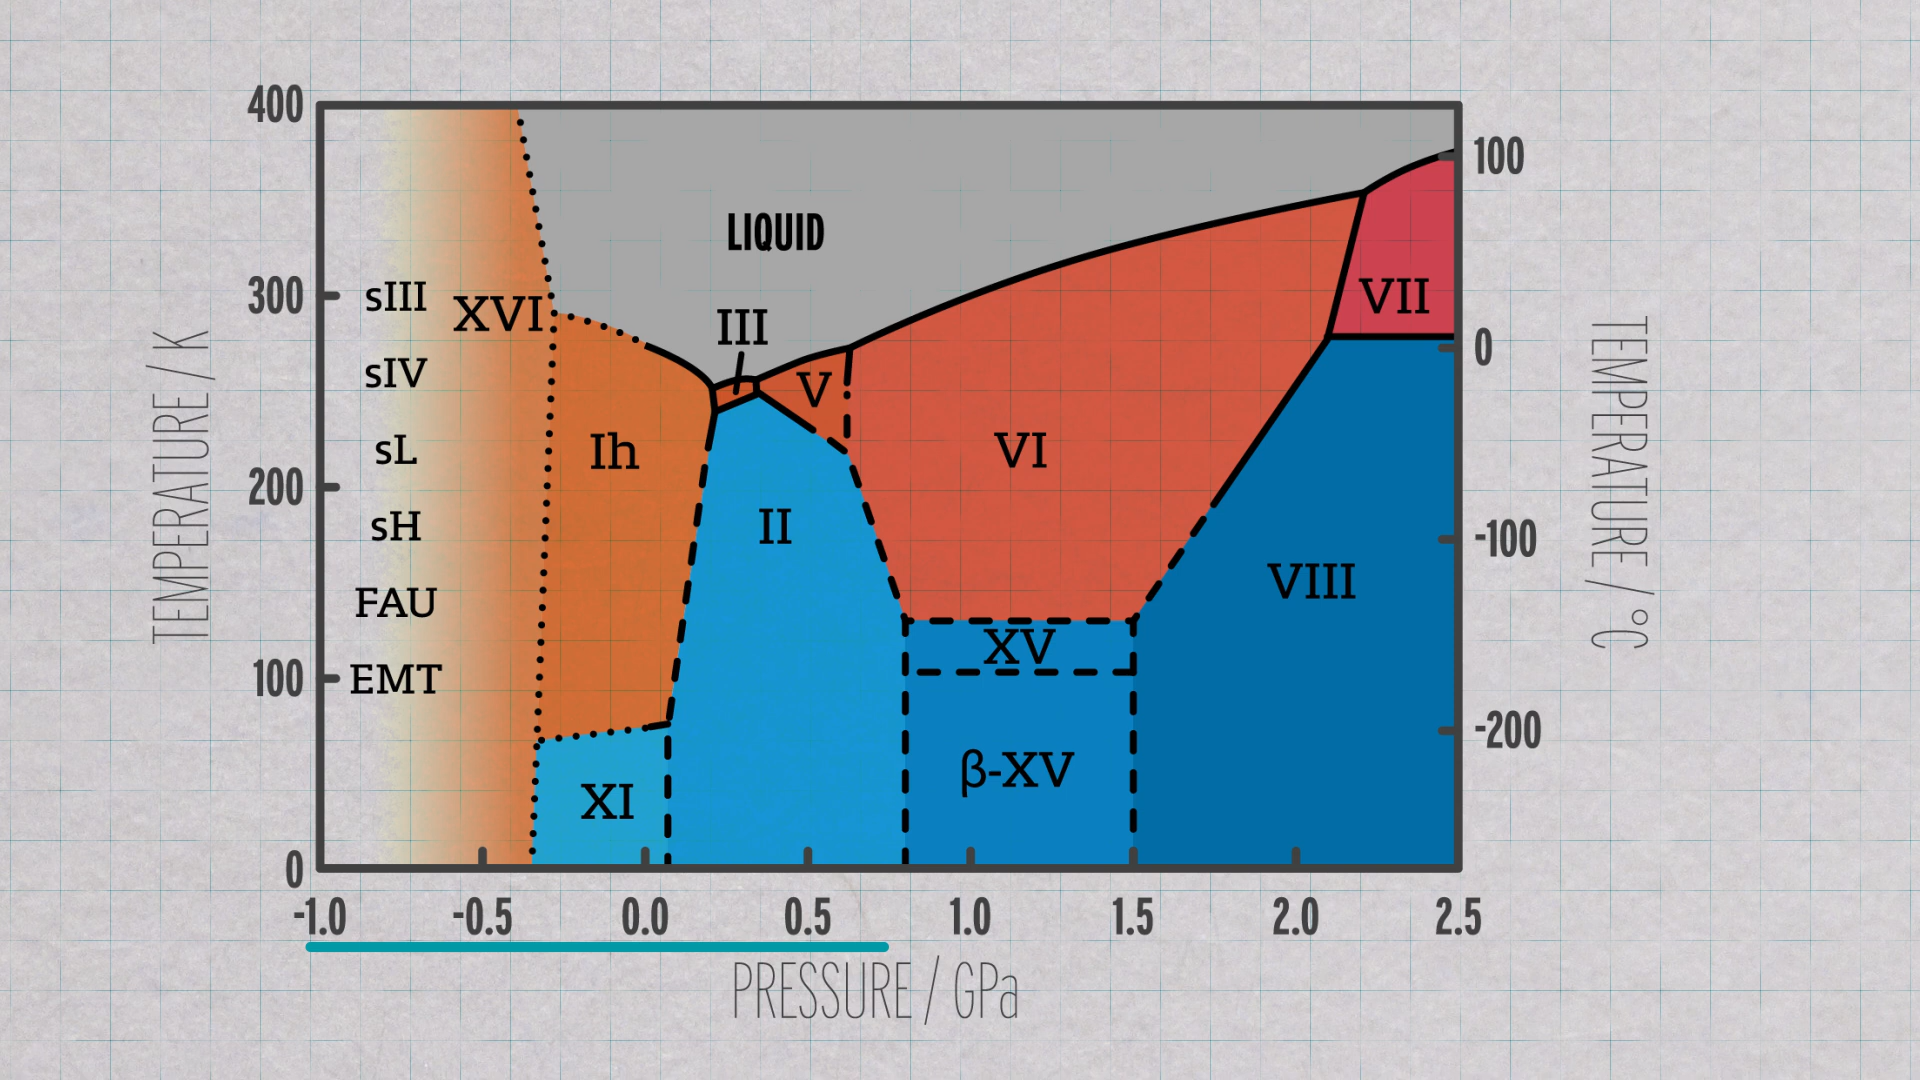 400
100
LIQUID
300
sIII
XVI
III
VII
0
sIV
V
TEMPERATURE / K
sL
Ih
VI
TEMPERATURE / °C
200
sH
II
-100
FAU
VIII
XV
100
EMT
-200
β-XV
XI
0
-1.0 -0.5 0.0 0.5 1.0 1.5 2.0 2.5
PRESSURE / GPa